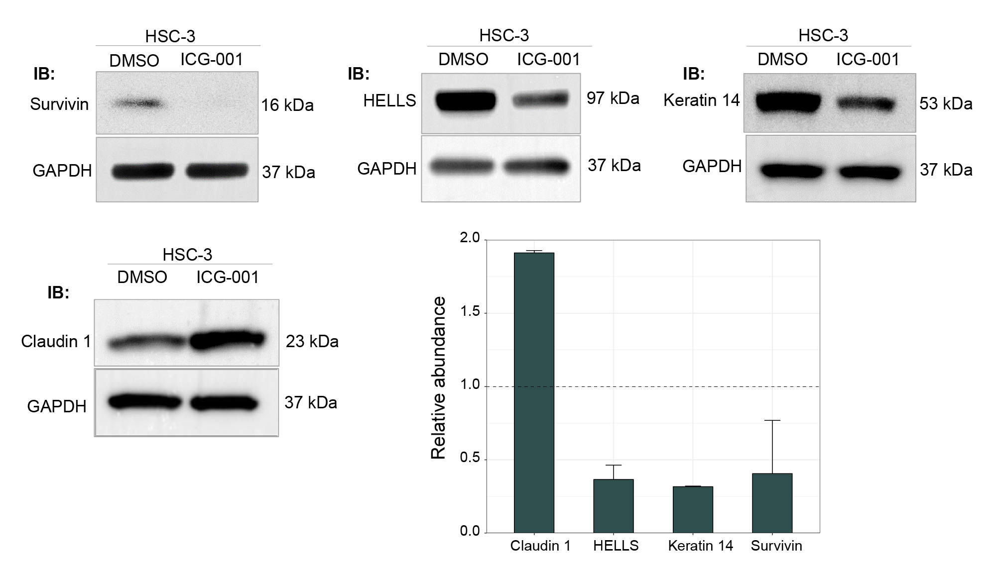 HSC-3
DMSO ICG-001
IB:
Survivin 16 kDa
GAPDH 37 kDa
HSC-3
DMSO ICG-001
IB:
HELLS 97 kDa
GAPDH 37 kDa
HSC-3
DMSO ICG-001
IB:
Keratin 14 53 kDa
GAPDH 37 kDa
HSC-3
DMSO ICG-001
IB:
Claudin 1 23 kDa
GAPDH 37 kDa
Relative abundance
2.0
1.5
1.0
0.5
0.0
Claudin 1 HELLS Keratin 14 Survivin